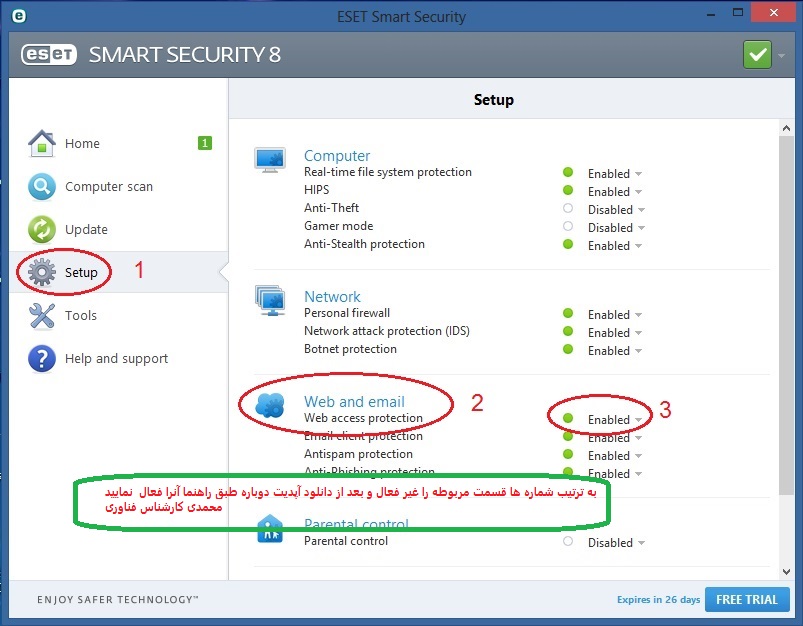 ESET Smart Security
eset SMART SECURITY 8
Setup
Home 1
Computer scan
Update
Setup 1
Tools
Help and support
Computer
Real-time file system protection Enabled
HIPS Enabled
Anti-Theft Disabled
Gamer mode Disabled
Anti-Stealth protection Enabled
Network
Personal firewall Enabled
Network attack protection (IDS) Enabled
Botnet protection Enabled
Web and email 2
Web access protection Enabled 3
Email client protection Enabled
Antispam protection Enabled
Anti-Phishing protection Enabled
به ترتیب شماره ها قسمت مربوطه را غیر فعال و بعد از دانلود آپدیت دوباره طبق راهنما آنرا فعال نمایید
محمدی کارشناس فناوری
Parental control
Parental control Disabled
ENJOY SAFER TECHNOLOGY™
Expires in 26 days FREE TRIAL